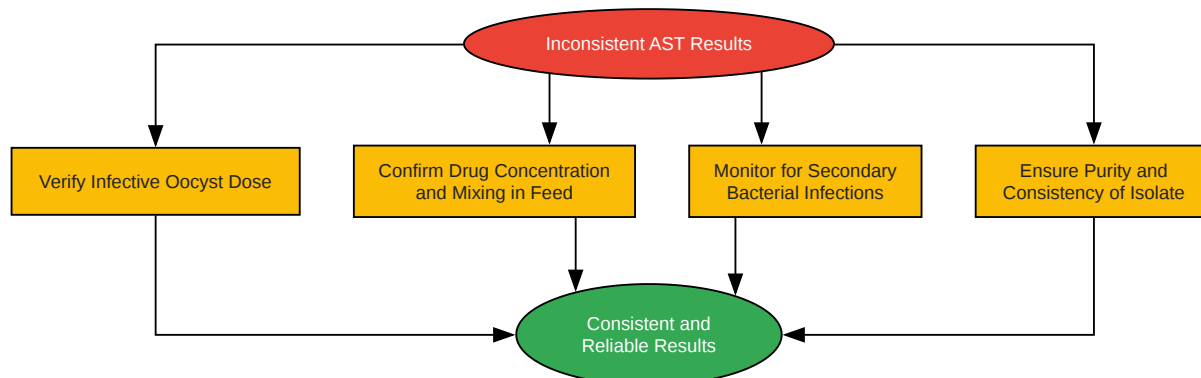 Inconsistent AST Results
Verify Infective Oocyst Dose
Confirm Drug Concentration
and Mixing in Feed
Monitor for Secondary
Bacterial Infections
Ensure Purity and
Consistency of Isolate
Consistent and
Reliable Results